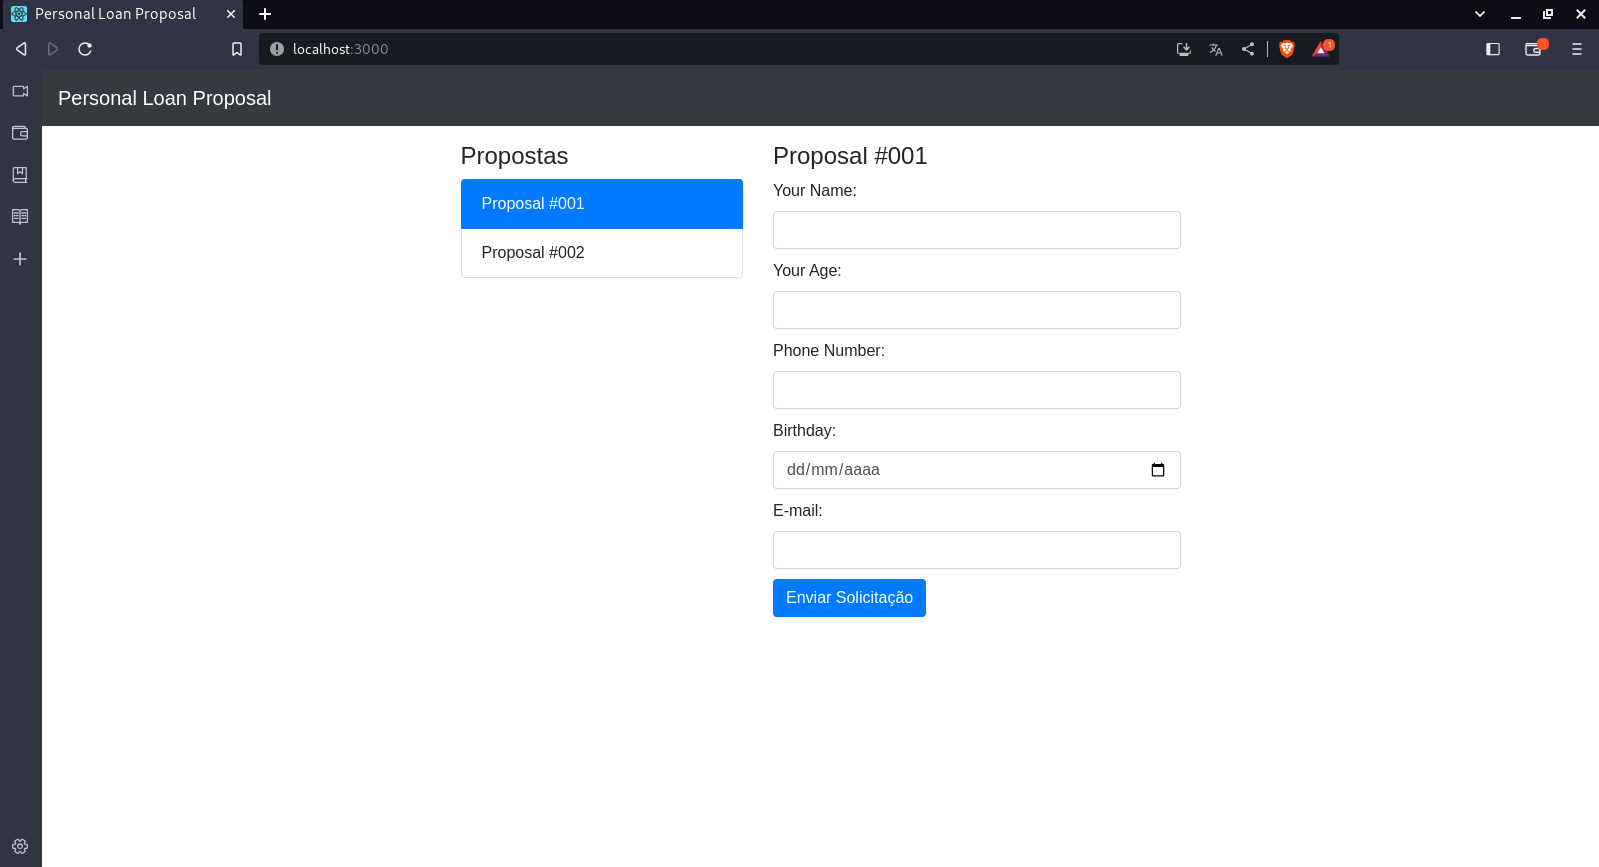 Personal Loan Proposal
localhost:3000
1
Personal Loan Proposal
Propostas
Proposal #001
Proposal #002
Proposal #001
Your Name:
Your Age:
Phone Number:
Birthday:
dd/mm/aaaa
E-mail:
Enviar Solicitação